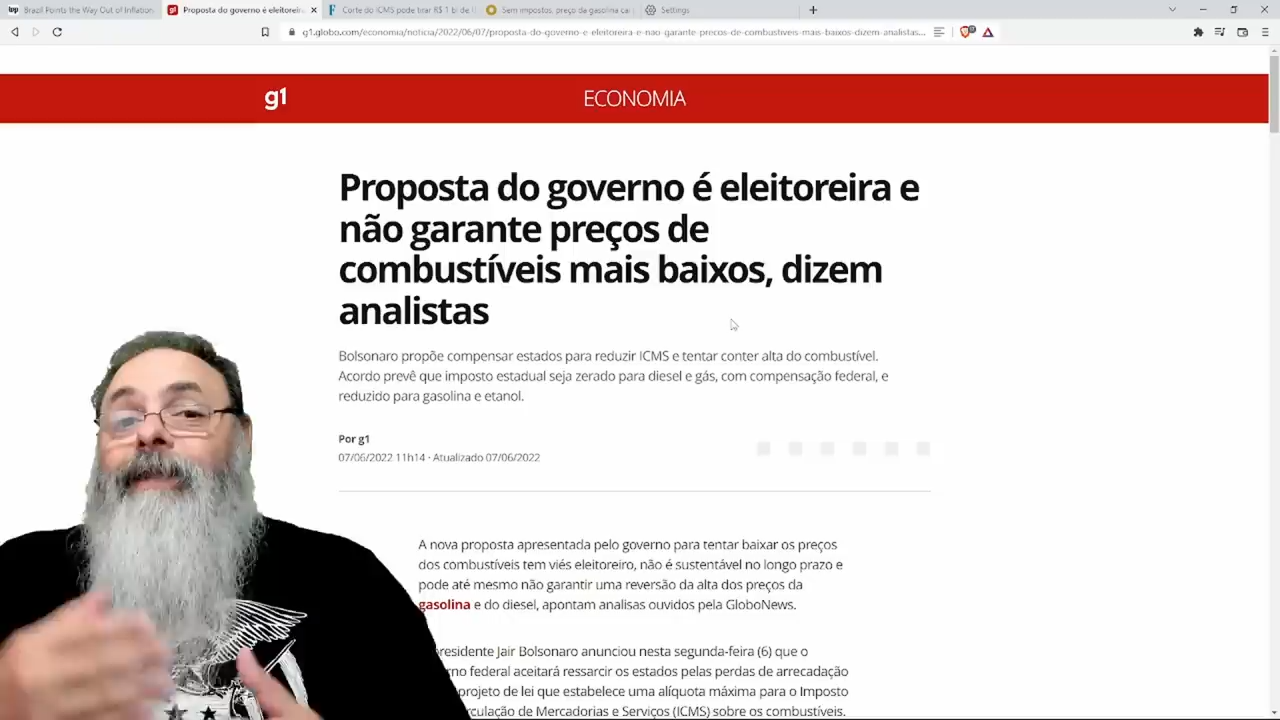 Brazil Points the Way Out of Inflation
Proposta do governo é eleitoreira
Corte do ICMS pode tirar R$ 1 bi de
Sem impostos, preço da gasolina cai
Settings
g1.globo.com/economia/noticia/2022/06/07/proposta-do-governo-e-eleitoreira-e-nao-garante-precos-de-combustiveis-mais-baixos-dizem-analistas...
g1
ECONOMIA
Proposta do governo é eleitoreira e
não garante preços de
combustíveis mais baixos, dizem
analistas
Bolsonaro propõe compensar estados para reduzir ICMS e tentar conter alta do combustível.
Acordo prevê que imposto estadual seja zerado para diesel e gás, com compensação federal, e
reduzido para gasolina e etanol.
Por g1
07/06/2022 11h14 · Atualizado 07/06/2022
A nova proposta apresentada pelo governo para tentar baixar os preços
dos combustíveis tem viés eleitoreiro, não é sustentável no longo prazo e
pode até mesmo não garantir uma reversão da alta dos preços da
gasolina e do diesel, apontam analisas ouvidos pela GloboNews.
presidente Jair Bolsonaro anunciou nesta segunda-feira (6) que o
federal aceitará ressarcir os estados pelas perdas de arrecadação
projeto de lei que estabelece uma alíquota máxima para o Imposto
de Mercadorias e Serviços (ICMS) sobre os combustíveis.